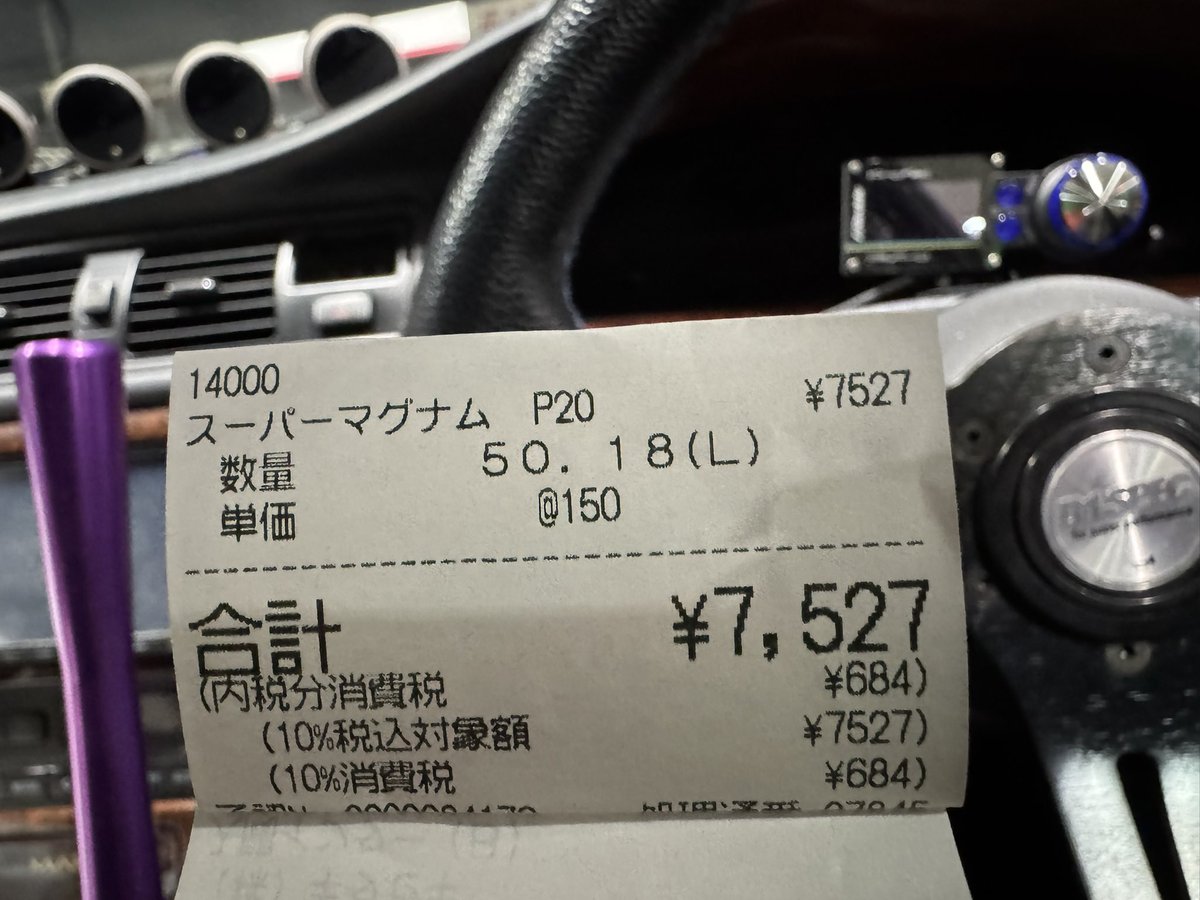 14000
スーパーマグナム P20 ¥7527
数量 50.18(L)
単価 @150
合計 ¥7,527
(内税分消費税 ¥684)
(10%税込対象額 ¥7527)
(10%消費税 ¥684)
D1SPEC